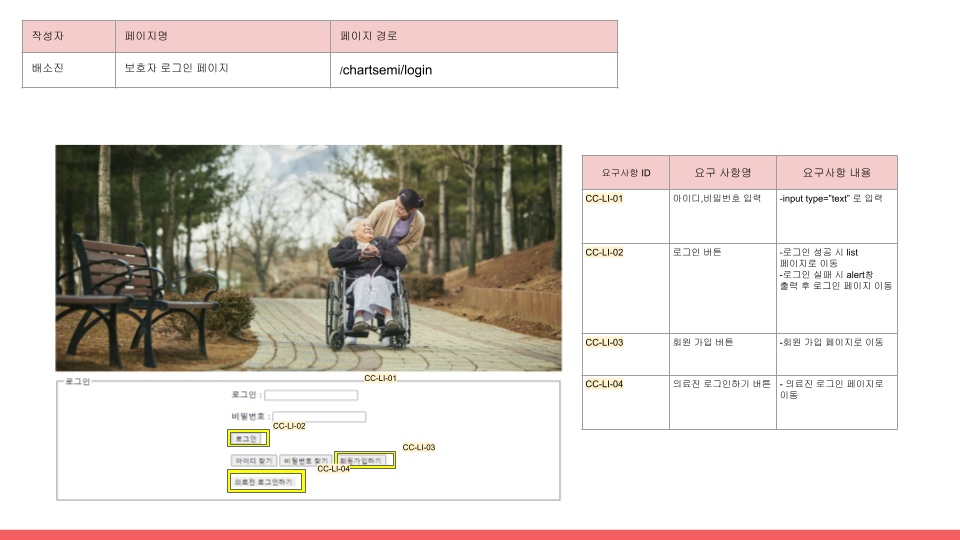 작성자
페이지명
페이지 경로
배소진
보호자 로그인 페이지
/chartsemi/login
요구사항 ID
요구 사항명
요구사항 내용
CC-LI-01
아이디,비밀번호 입력
-input type="text" 로 입력
CC-LI-02
로그인 버튼
-로그인 성공 시 list
페이지로 이동
-로그인 실패 시 alert창
출력 후 로그인 페이지 이동
CC-LI-03
회원 가입 버튼
-회원 가입 페이지로 이동
CC-LI-04
의료진 로그인하기 버튼
- 의료진 로그인 페이지로
이동
로그인
CC-LI-01
로그인 :
비밀번호 :
CC-LI-02
로그인
CC-LI-03
아이디 찾기
비밀번호 찾기
회원가입하기
CC-LI-04
의료진 로그인하기